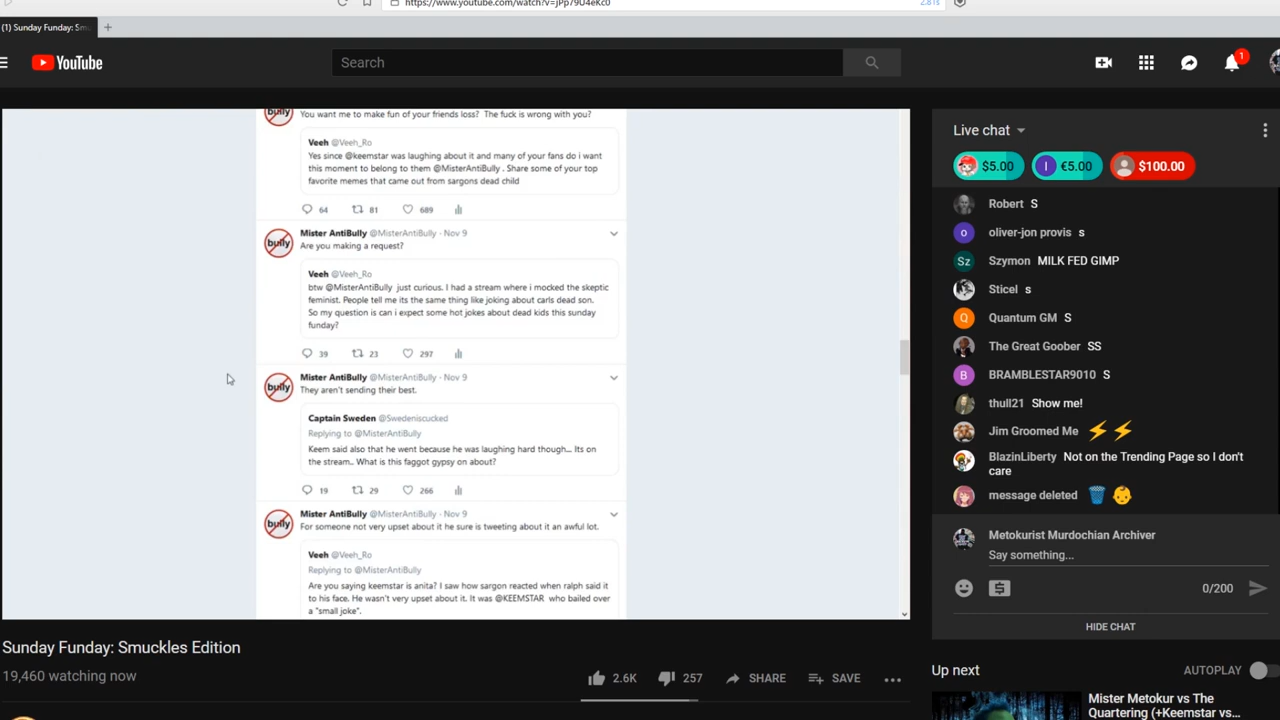 https://www.youtube.com/watch?v=jPp79U4eKc0
2.81s
(1) Sunday Funday: Smu
YouTube
Search
1
bully
You want me to make fun of your friends loss? The fuck is wrong with you?
Veeh @Veeh_Ro
Yes since @keemstar was laughing about it and many of your fans do i want
this moment to belong to them @MisterAntiBully . Share some of your top
favorite memes that came out from sargons dead child
64 81 689
bully
Mister AntiBully @MisterAntiBully · Nov 9
Are you making a request?
Veeh @Veeh_Ro
btw @MisterAntiBully just curious. I had a stream where i mocked the skeptic
feminist. People tell me its the same thing like joking about carls dead son.
So my question is can i expect some hot jokes about dead kids this sunday
funday?
39 23 297
bully
Mister AntiBully @MisterAntiBully · Nov 9
They aren't sending their best.
Captain Sweden @Swedeniscucked
Replying to @MisterAntiBully
Keem said also that he went because he was laughing hard though... Its on
the stream.. What is this faggot gypsy on about?
19 29 266
bully
Mister AntiBully @MisterAntiBully · Nov 9
For someone not very upset about it he sure is tweeting about it an awful lot.
Veeh @Veeh_Ro
Replying to @MisterAntiBully
Are you saying keemstar is anita? I saw how sargon reacted when ralph said it
to his face. He wasn't very upset about it. It was @KEEMSTAR who bailed over
a "small joke".
Sunday Funday: Smuckles Edition
19,460 watching now
2.6K 257 SHARE SAVE
Live chat
$5.00 I €5.00 $100.00
Robert S
o oliver-jon provis s
Sz Szymon MILK FED GIMP
Sticel s
Q Quantum GM S
The Great Goober SS
B BRAMBLESTAR9010 S
thull21 Show me!
Jim Groomed Me ⚡⚡
BlazinLiberty Not on the Trending Page so I don't
care
message deleted 🗑️👶
Metokurist Murdochian Archiver
Say something...
0/200
HIDE CHAT
Up next
AUTOPLAY
Mister Metokur vs The
Quartering (+Keemstar vs...